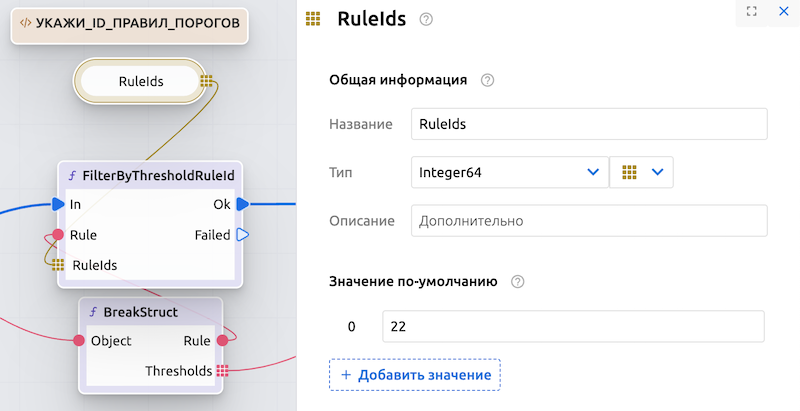 УКАЖИ_ID_ПРАВИЛ_ПОРОГОВ
RuleIds
FilterByThresholdRuleId
In Ok
Rule Failed
RuleIds
BreakStruct
Object Rule
Thresholds
RuleIds
Общая информация
Название RuleIds
Тип Integer64
Описание Дополнительно
Значение по-умолчанию
0 22
+ Добавить значение